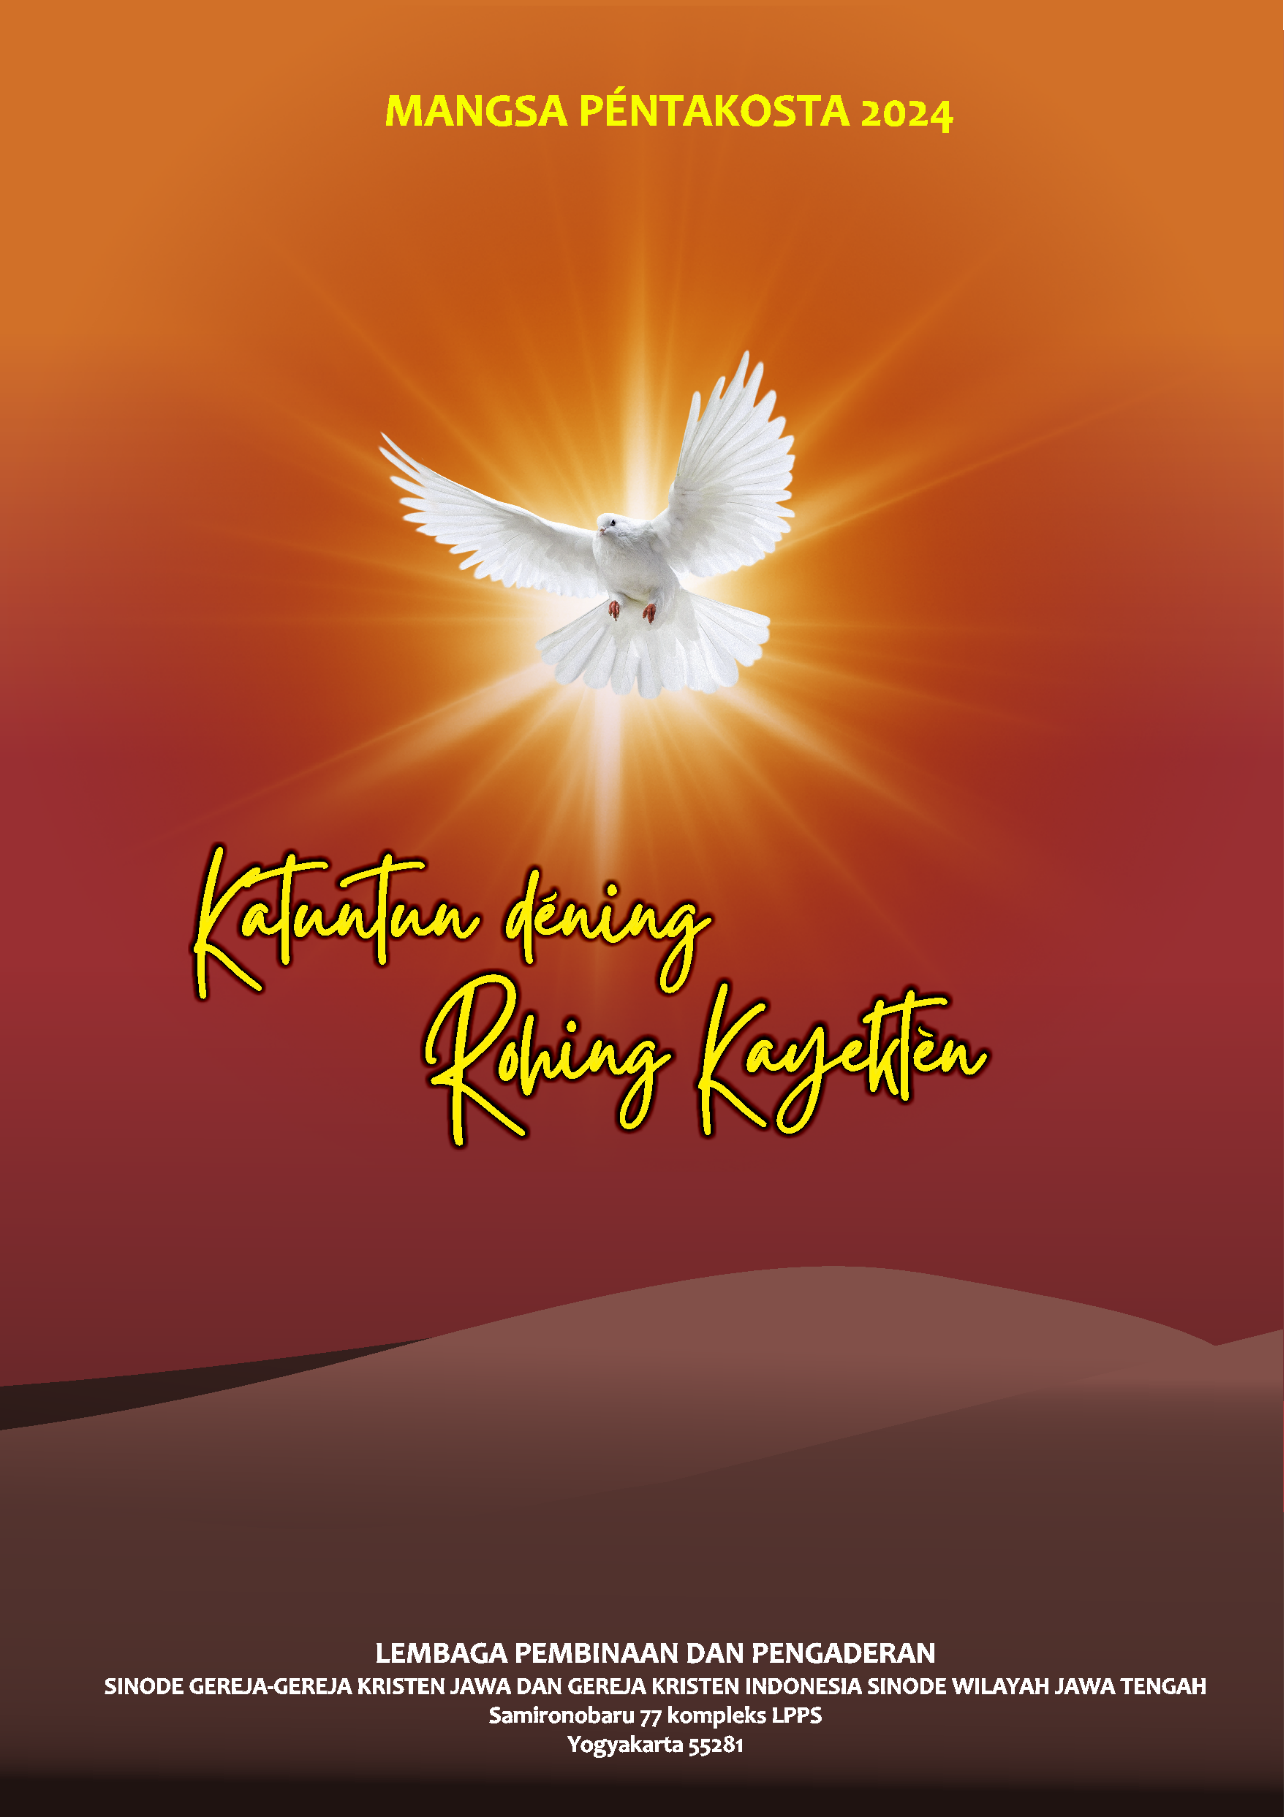 MANGSA PÉNTAKOSTA 2024
Katuntun déning
Rohing Kayektèn
LEMBAGA PEMBINAAN DAN PENGADERAN
SINODE GEREJA-GEREJA KRISTEN JAWA DAN GEREJA KRISTEN INDONESIA SINODE WILAYAH JAWA TENGAH
Samironobaru 77 kompleks LPPS
Yogyakarta 55281